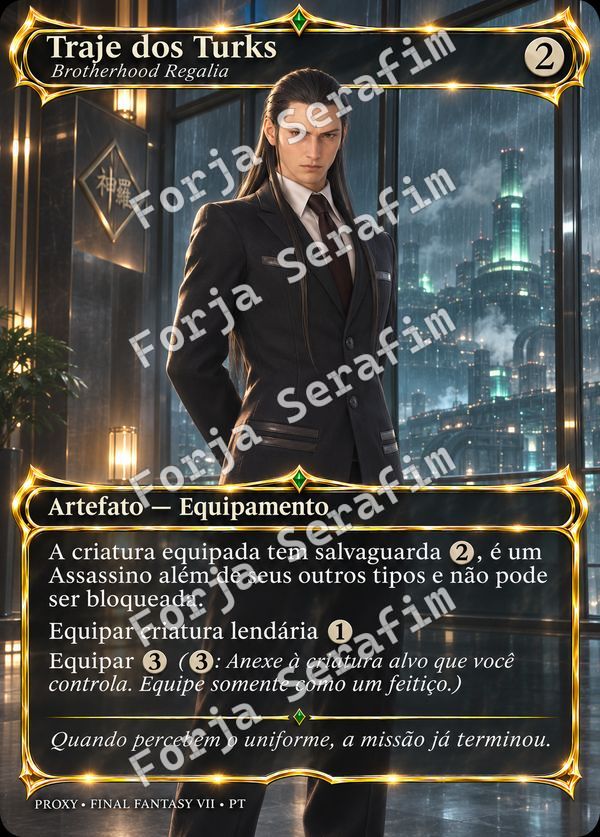 Traje dos Turks
Brotherhood Regalia
2
神羅
Forja Serafim
Forja Serafim
Forja Serafim
Forja Serafim
Forja Serafim
Artefato — Equipamento
A criatura equipada tem salvaguarda 2, é um
Assassino além de seus outros tipos e não pode
ser bloqueada.
Equipar criatura lendária 1
Equipar 3 (3: Anexe à criatura alvo que você
controla. Equipe somente como um feitiço.)
Quando percebem o uniforme, a missão já terminou.
PROXY • FINAL FANTASY VII • PT